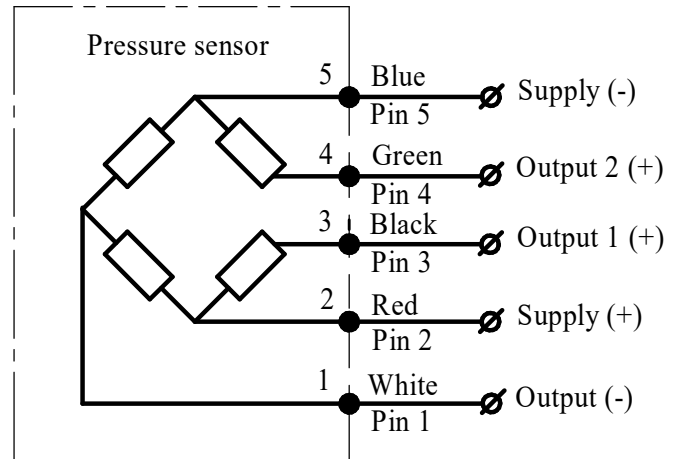 Pressure sensor
5 Blue Supply (-)
Pin 5
4 Green Output 2 (+)
Pin 4
3 Black Output 1 (+)
Pin 3
2 Red Supply (+)
Pin 2
1 White Output (-)
Pin 1